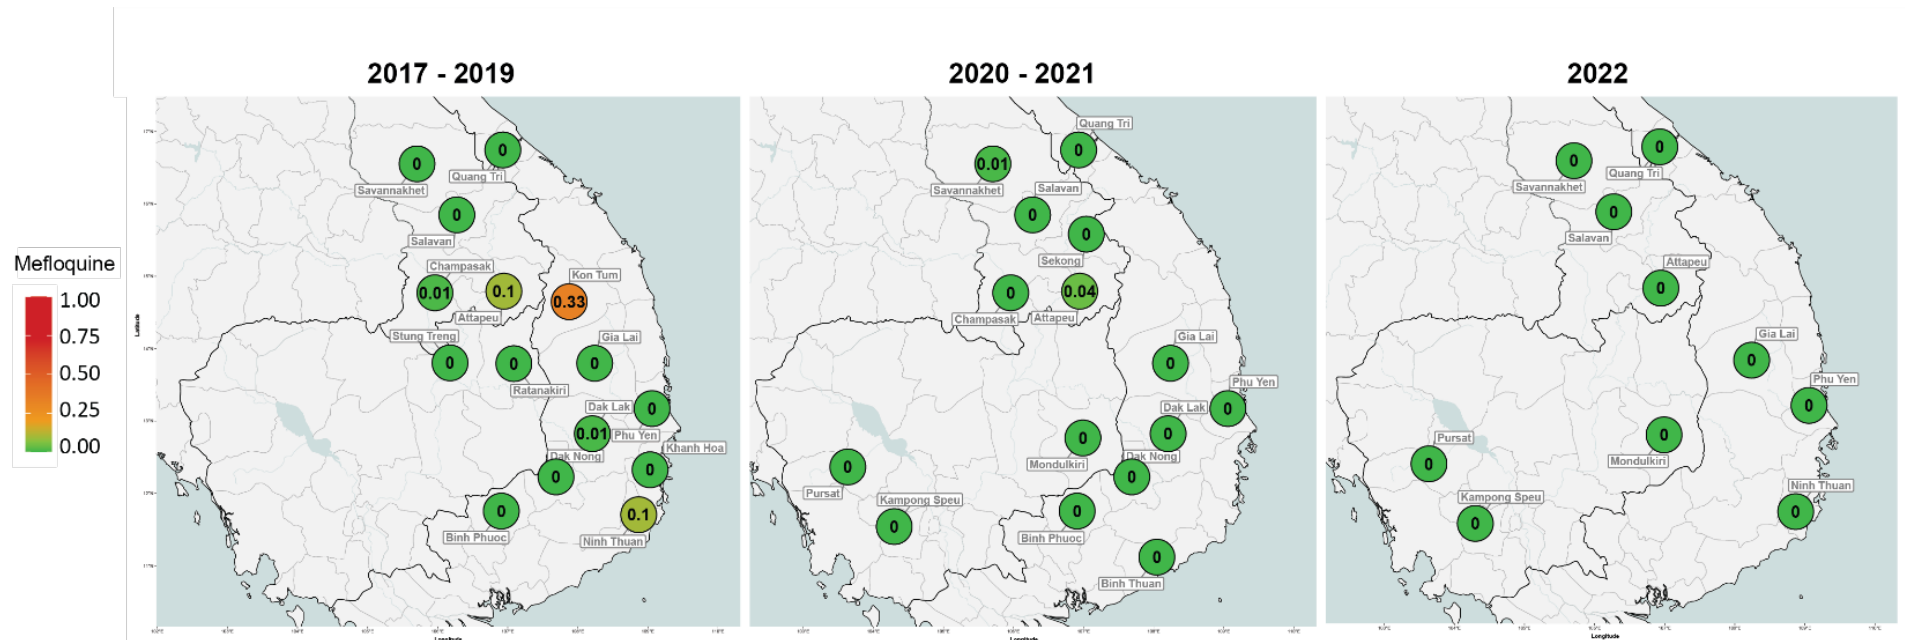 2017 - 2019
2020 - 2021
2022
Mefloquine
1.00
0.75
0.50
0.25
0.00
0
Quang Tri
0
Savannakhet
0
Salavan
Champasak
0.01
0.1
Attapeu
Kon Tum
0.33
Stung Treng
0
0
Ratanakiri
Gia Lai
0
Dak Lak
0
0.01
Phu Yen
Khanh Hoa
Dak Nong
0
0
0
Binh Phuoc
0.1
Ninh Thuan
Latitude
Longitude
Quang Tri
0
0.01
Savannakhet
Salavan
0
0
Sekong
0
0.04
Champasak
Attapeu
Gia Lai
0
Phu Yen
0
Dak Lak
0
0
Mondulkiri
Dak Nong
0
0
Pursat
Kampong Speu
0
0
Binh Phuoc
0
Binh Thuan
Longitude
0
0
Quang Tri
Savannakhet
0
Salavan
Attapeu
0
Gia Lai
0
Phu Yen
0
Pursat
0
0
Mondulkiri
Kampong Speu
0
Ninh Thuan
0
Longitude